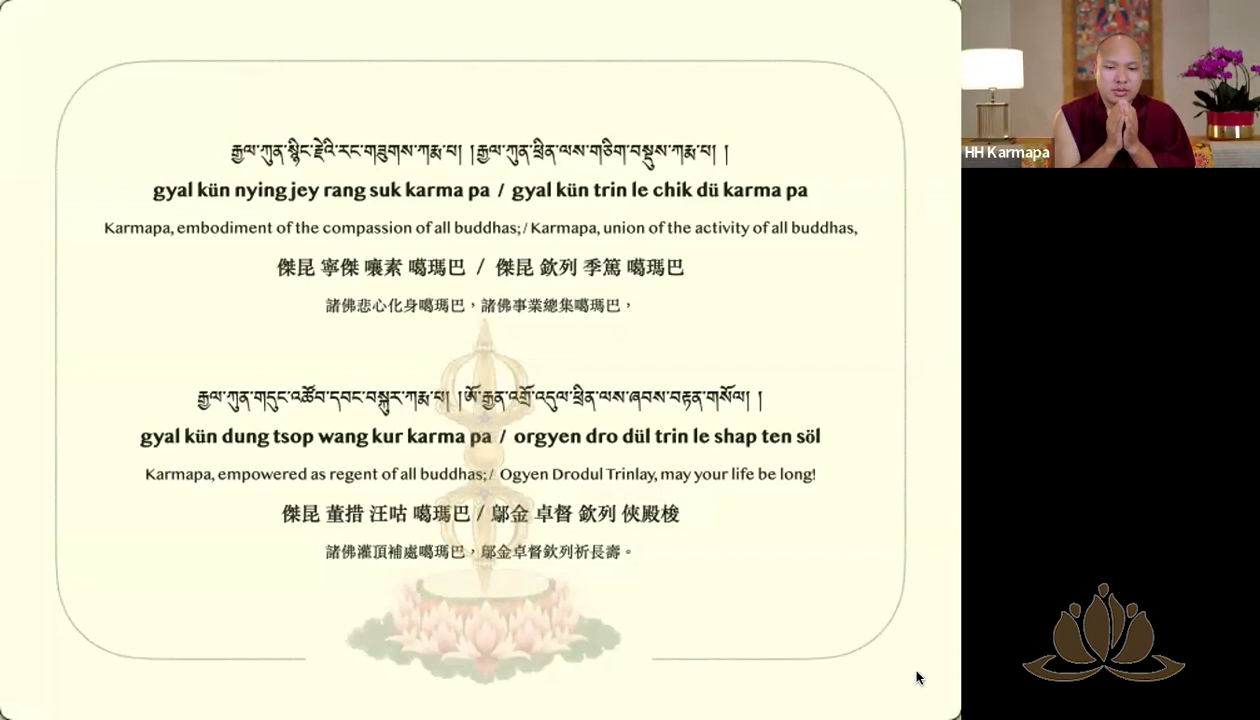 རྒྱལ་ཀུན་སྙིང་རྗེའི་རང་གཟུགས་ཀརྨ་པ། །རྒྱལ་ཀུན་ཕྲིན་ལས་གཅིག་བསྡུས་ཀརྨ་པ། །
gyal kün nying jey rang suk karma pa / gyal kün trin le chik dü karma pa
Karmapa, embodiment of the compassion of all buddhas; / Karmapa, union of the activity of all buddhas,
傑昆 寧傑 嚷素 噶瑪巴 / 傑昆 欽列 季篤 噶瑪巴
諸佛悲心化身噶瑪巴，諸佛事業總集噶瑪巴，
རྒྱལ་ཀུན་གདུང་འཚོབ་དབང་བསྐུར་ཀརྨ་པ། །ཨོ་རྒྱན་འགྲོ་འདུལ་ཕྲིན་ལས་ཞབས་བརྟན་གསོལ། །
gyal kün dung tsop wang kur karma pa / orgyen dro dül trin le shap ten söl
Karmapa, empowered as regent of all buddhas; / Ogyen Drodul Trinlay, may your life be long!
傑昆 董措 汪咕 噶瑪巴 / 鄔金 卓督 欽列 俠殿梭
諸佛灌頂補處噶瑪巴，鄔金卓督欽列祈長壽。
HH Karmapa